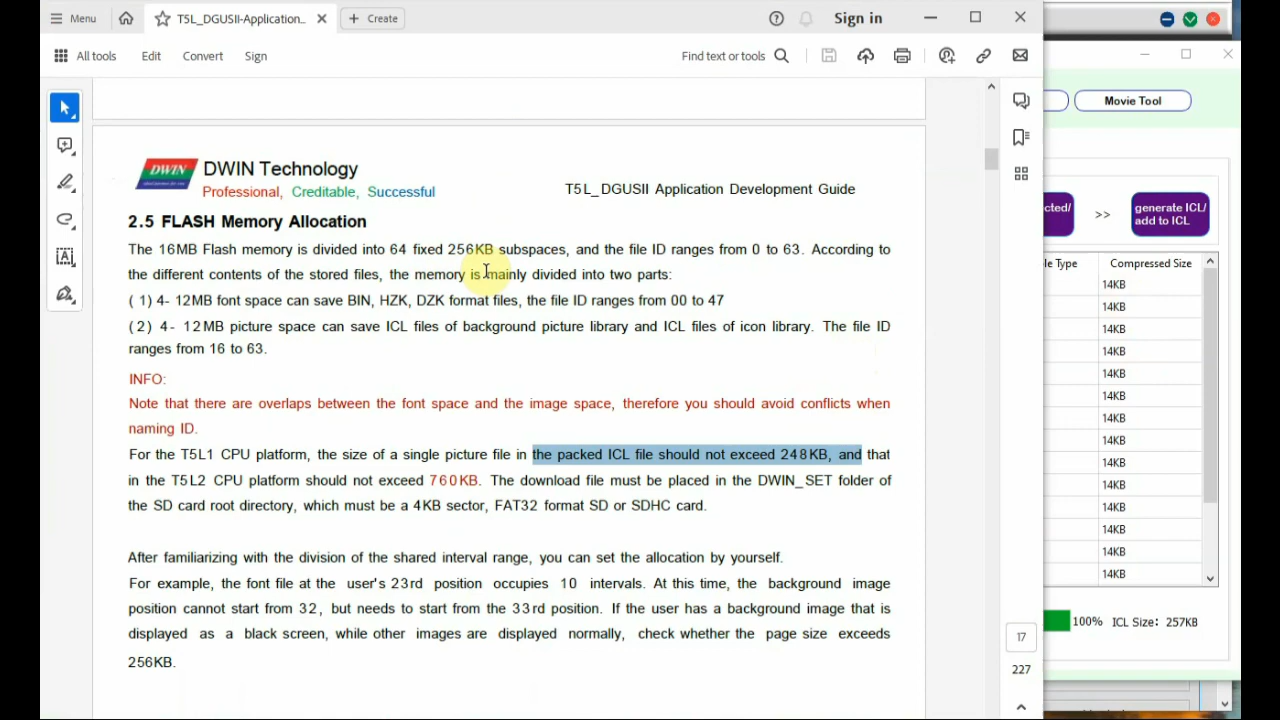 Menu
T5L_DGUSII-Application...
Create
Sign in
All tools
Edit
Convert
Sign
Find text or tools
DWIN
DWIN Technology
Professional, Creditable, Successful
T5L_DGUSII Application Development Guide
2.5 FLASH Memory Allocation
The 16MB Flash memory is divided into 64 fixed 256KB subspaces, and the file ID ranges from 0 to 63. According to
the different contents of the stored files, the memory is mainly divided into two parts:
( 1) 4- 12MB font space can save BIN, HZK, DZK format files, the file ID ranges from 00 to 47
( 2) 4- 12MB picture space can save ICL files of background picture library and ICL files of icon library. The file ID
ranges from 16 to 63.
INFO:
Note that there are overlaps between the font space and the image space, therefore you should avoid conflicts when
naming ID.
For the T5L1 CPU platform, the size of a single picture file in the packed ICL file should not exceed 248KB, and that
in the T5L2 CPU platform should not exceed 760KB. The download file must be placed in the DWIN_SET folder of
the SD card root directory, which must be a 4KB sector, FAT32 format SD or SDHC card.
After familiarizing with the division of the shared interval range, you can set the allocation by yourself.
For example, the font file at the user's 23rd position occupies 10 intervals. At this time, the background image
position cannot start from 32, but needs to start from the 33rd position. If the user has a background image that is
displayed as a black screen, while other images are displayed normally, check whether the page size exceeds
256KB.
17
227
Movie Tool
cted/
>>
generate ICL/
add to ICL
le Type
Compressed Size
14KB
14KB
14KB
14KB
14KB
14KB
14KB
14KB
14KB
14KB
14KB
14KB
14KB
14KB
100%
ICL Size: 257KB